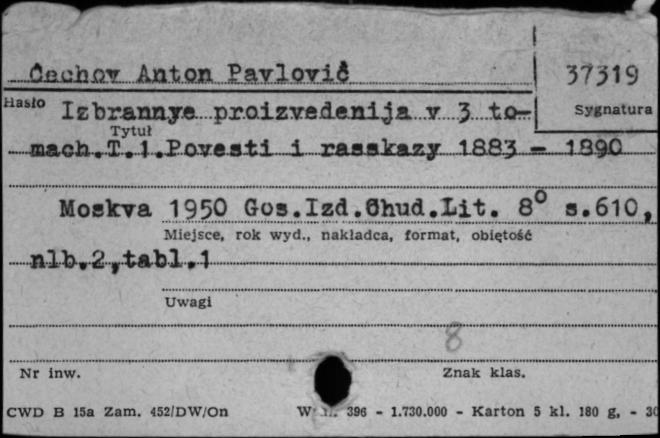 Čechov Anton Pavlovič
37319
Hasło
Sygnatura
Izbrannye proizvedenija v 3 to-
Tytuł
mach.T.1.Povesti i rasskazy 1883 - 1890
Moskva 1950 Gos.Izd.Chud.Lit. 8° s.610,
Miejsce, rok wyd., nakładca, format, objętość
nlb.2,tabl.1
Uwagi
8
Nr inw.
Znak klas.
CWD B 15a Zam. 452/DW/On 396 - 1.730.000 - Karton 5 kl. 180 g, - 30